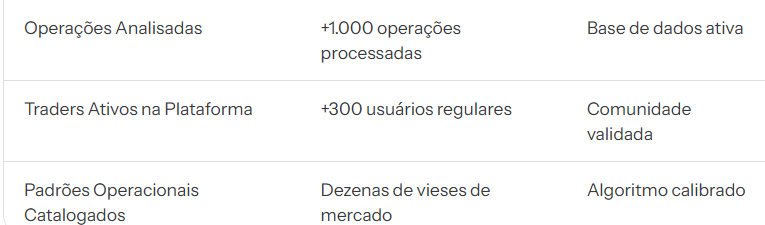 Operações Analisadas
+1.000 operações
processadas
Base de dados ativa
Traders Ativos na Plataforma
+300 usuários regulares
Comunidade
validada
Padrões Operacionais
Catalogados
Dezenas de vieses de
mercado
Algoritmo calibrado